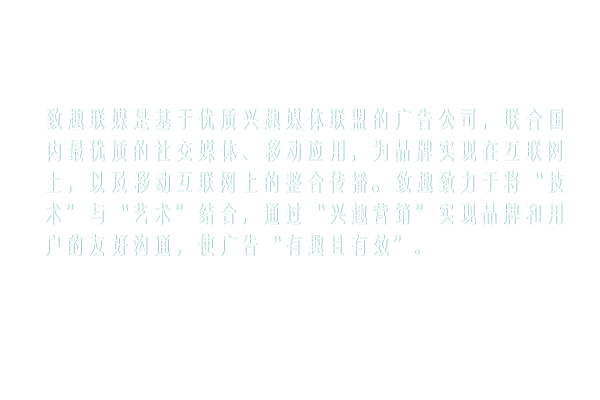 致趣联媒是基于优质兴趣媒体联盟的广告公司，联合国
内最优质的社交媒体、移动应用，为品牌实现在互联网
上，以及移动互联网上的整合传播。致趣致力于将“技
术”与“艺术”结合，通过“兴趣营销”实现品牌和用
户的友好沟通，使广告“有趣且有效”。